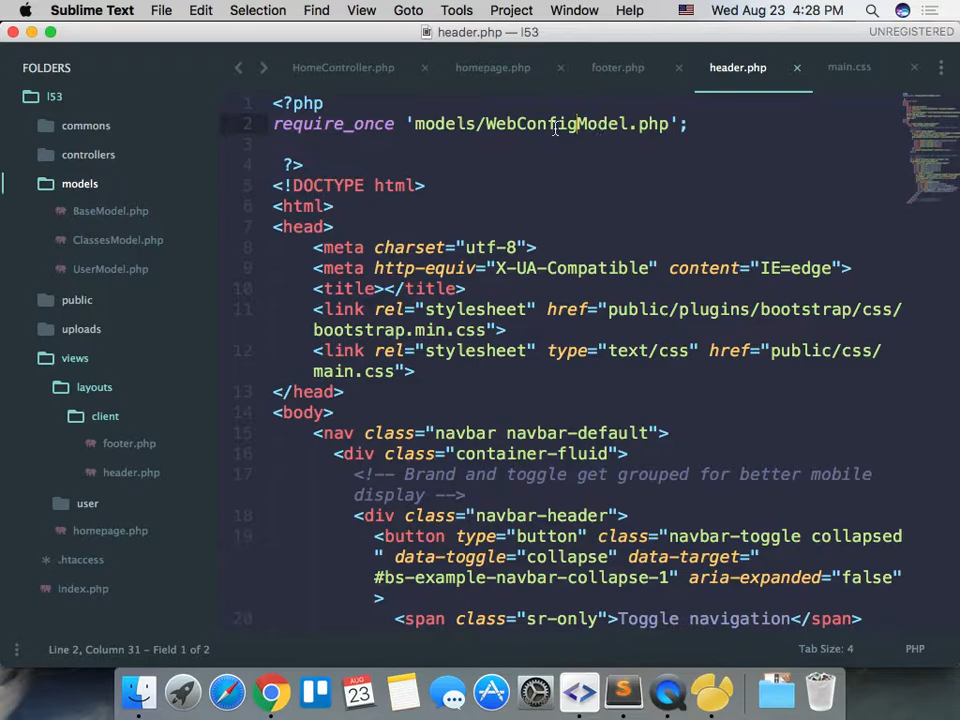 Sublime Text File Edit Selection Find View Goto Tools Project Window Help Wed Aug 23 4:28 PM
header.php — l53 UNREGISTERED
FOLDERS
l53
commons
controllers
models
BaseModel.php
ClassesModel.php
UserModel.php
public
uploads
views
layouts
client
footer.php
header.php
user
homepage.php
.htaccess
Index.php
HomeController.php × homepage.php × footer.php × header.php × main.css ×
1 <?php
2 require_once 'models/WebConfigModel.php';
3
4 ?>
5 <!DOCTYPE html>
6 <html>
7 <head>
8 <meta charset="utf-8">
9 <meta http-equiv="X-UA-Compatible" content="IE=edge">
10 <title></title>
11 <link rel="stylesheet" href="public/plugins/bootstrap/css/
bootstrap.min.css">
12 <link rel="stylesheet" type="text/css" href="public/css/
main.css">
13 </head>
14 <body>
15 <nav class="navbar navbar-default">
16 <div class="container-fluid">
17 <!-- Brand and toggle get grouped for better mobile
display -->
18 <div class="navbar-header">
19 <button type="button" class="navbar-toggle collapsed
" data-toggle="collapse" data-target="
#bs-example-navbar-collapse-1" aria-expanded="false"
>
20 <span class="sr-only">Toggle navigation</span>
Line 2, Column 31 - Field 1 of 2 Tab Size: 4 PHP
AUG
23